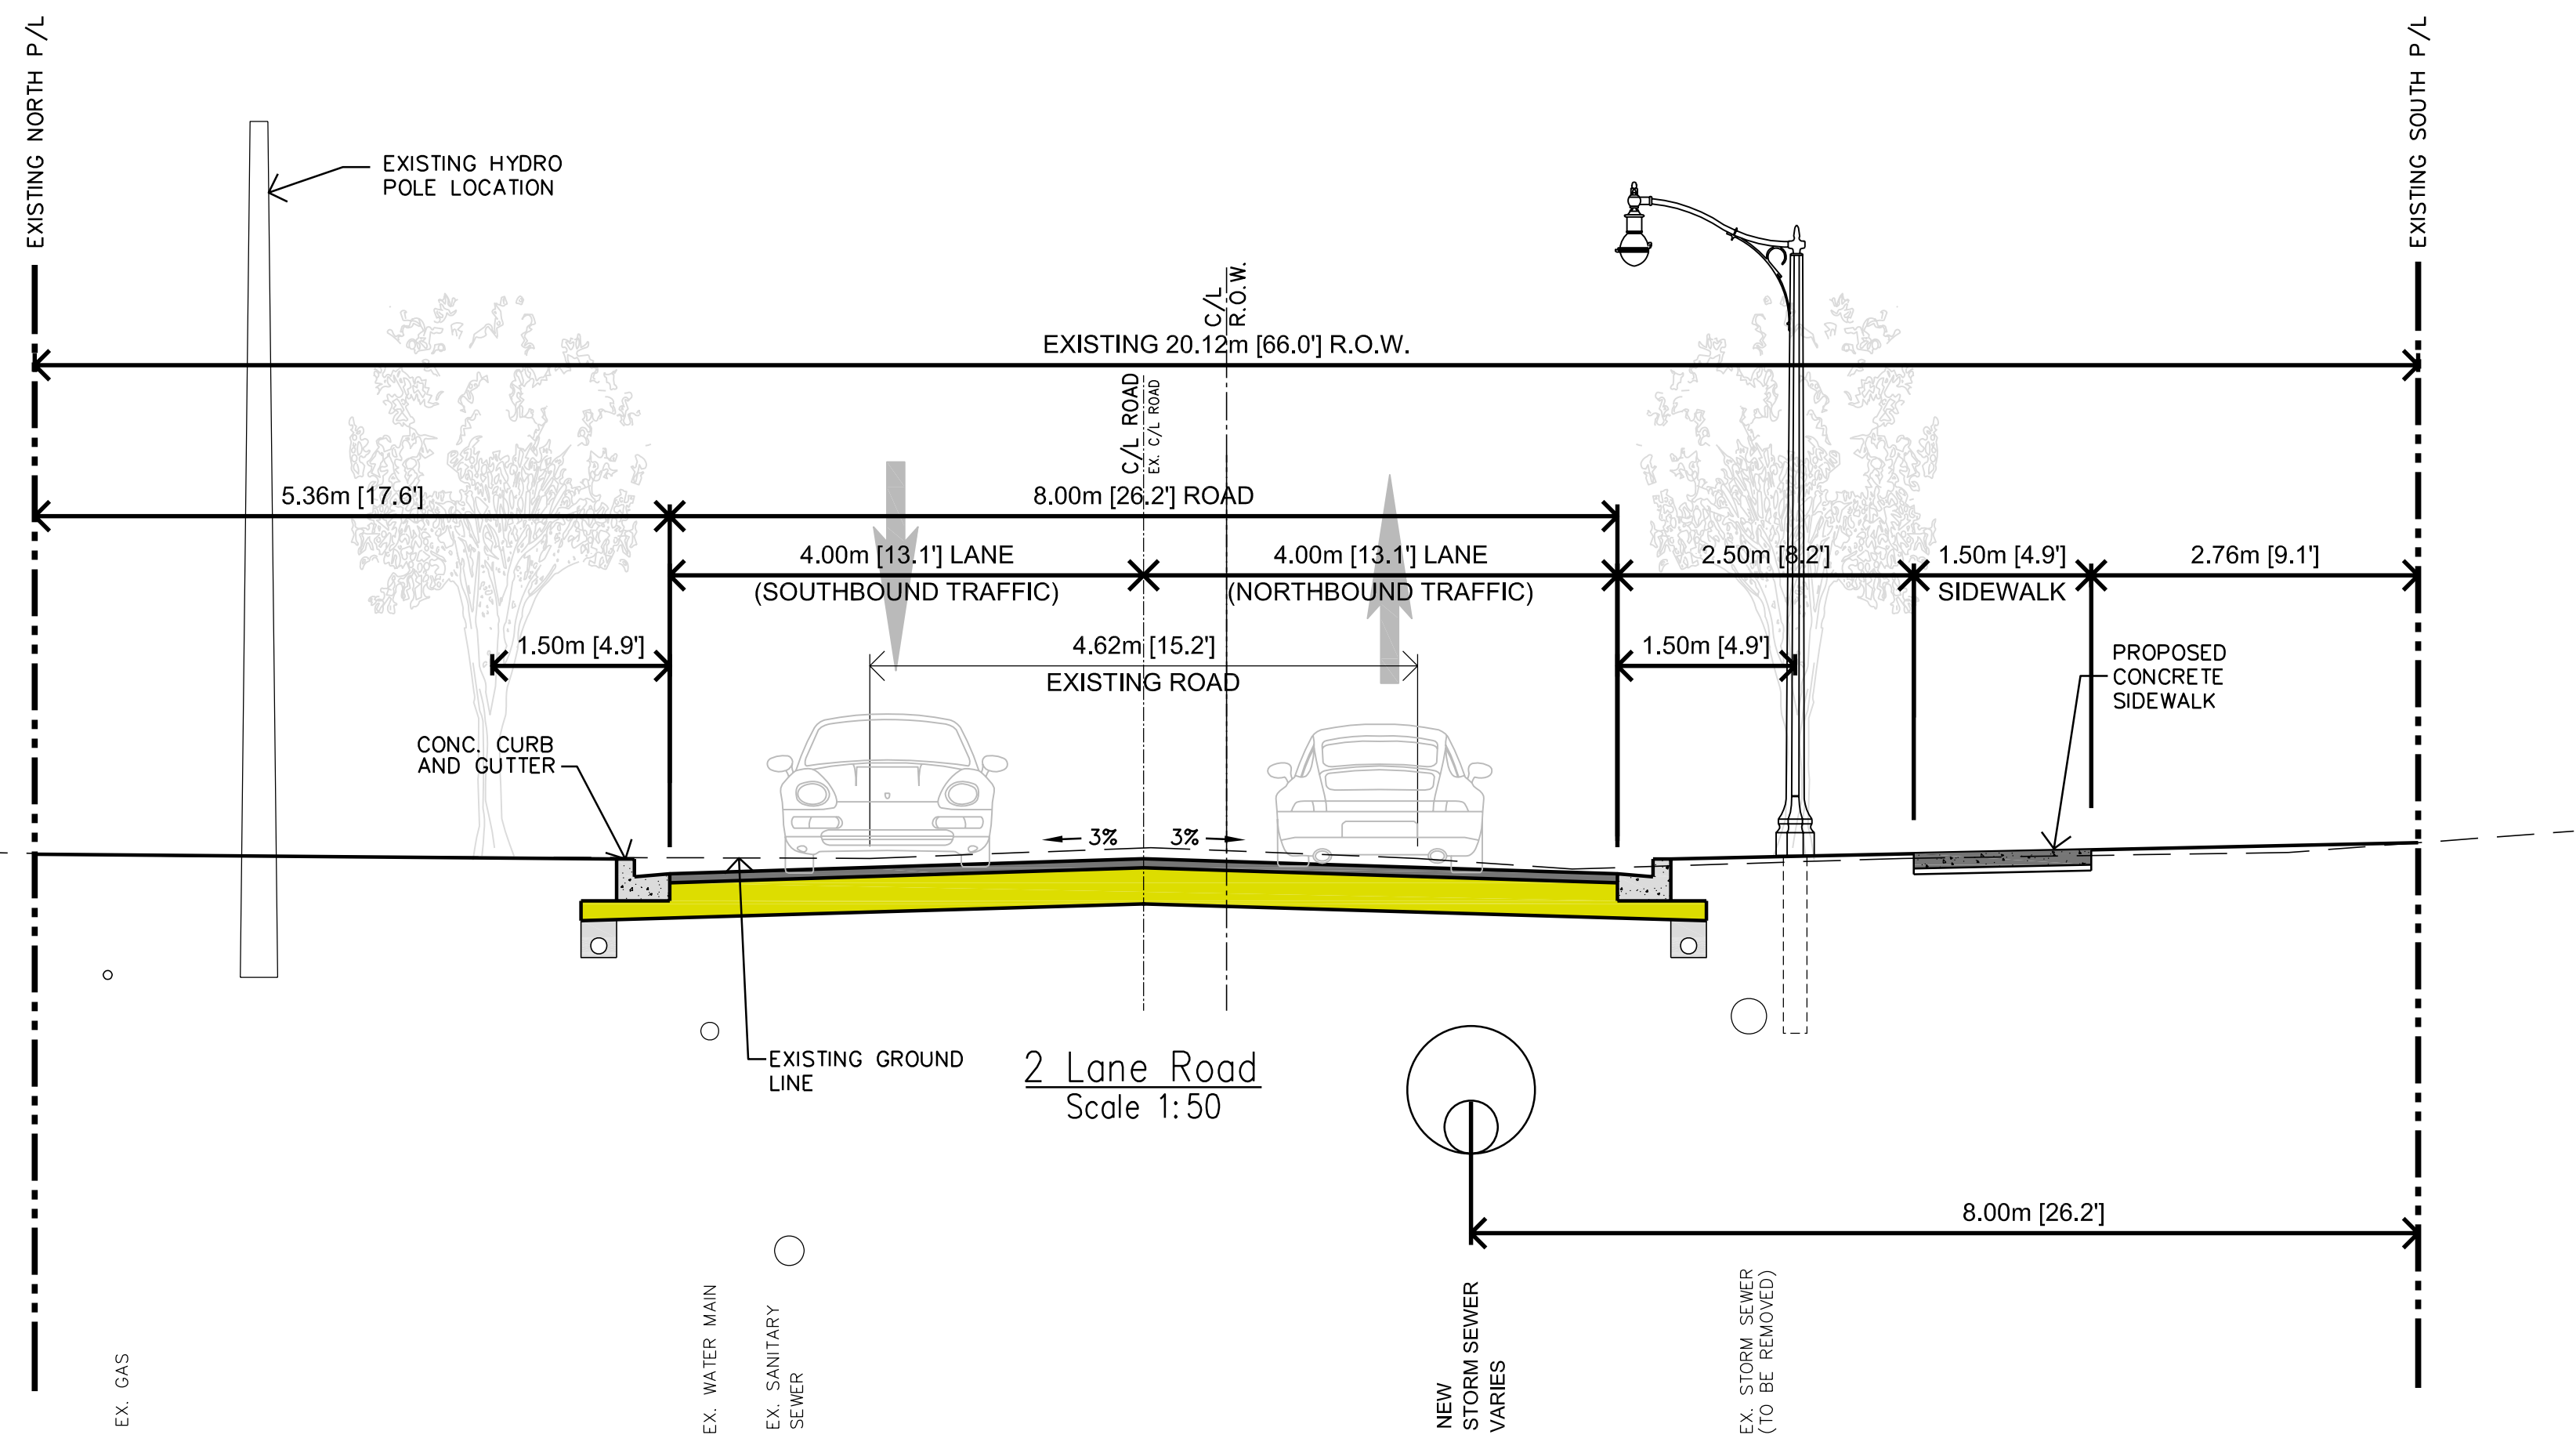 EXISTING NORTH P/L
EXISTING SOUTH P/L
EXISTING HYDRO
POLE LOCATION
C/L
R.O.W.
EXISTING 20.12m [66.0'] R.O.W.
C/L ROAD
EX. C/L ROAD
5.36m [17.6']
8.00m [26.2'] ROAD
4.00m [13.1'] LANE
(SOUTHBOUND TRAFFIC)
4.00m [13.1'] LANE
(NORTHBOUND TRAFFIC)
2.50m [8.2']
1.50m [4.9']
SIDEWALK
2.76m [9.1']
1.50m [4.9']
4.62m [15.2']
EXISTING ROAD
1.50m [4.9']
PROPOSED
CONCRETE
SIDEWALK
CONC. CURB
AND GUTTER
3%
3%
EXISTING GROUND
LINE
2 Lane Road
Scale 1:50
8.00m [26.2']
EX. GAS
EX. WATER MAIN
EX. SANITARY
SEWER
NEW
STORM SEWER
VARIES
EX. STORM SEWER
(TO BE REMOVED)